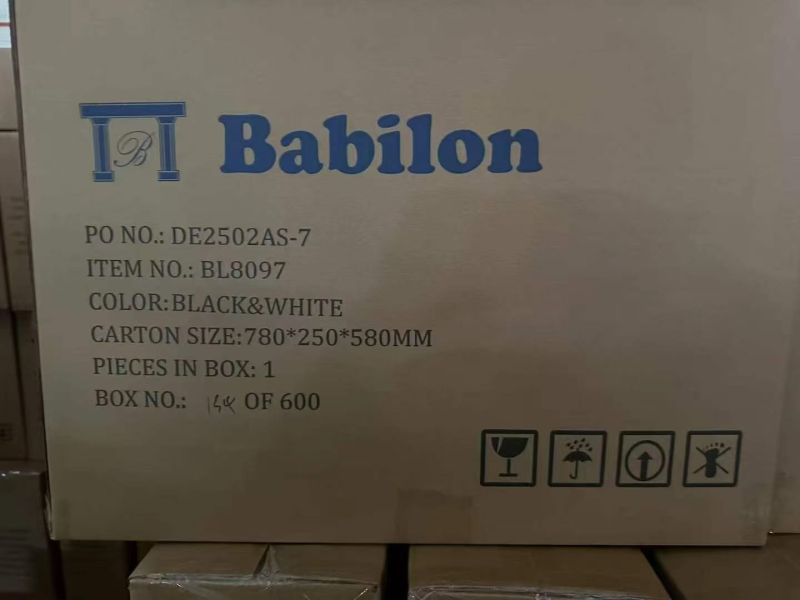 B
Babilon
PO NO.: DE2502AS-7
ITEM NO.: BL8097
COLOR:BLACK&WHITE
CARTON SIZE:780*250*580MM
PIECES IN BOX: 1
BOX NO.: OF 600